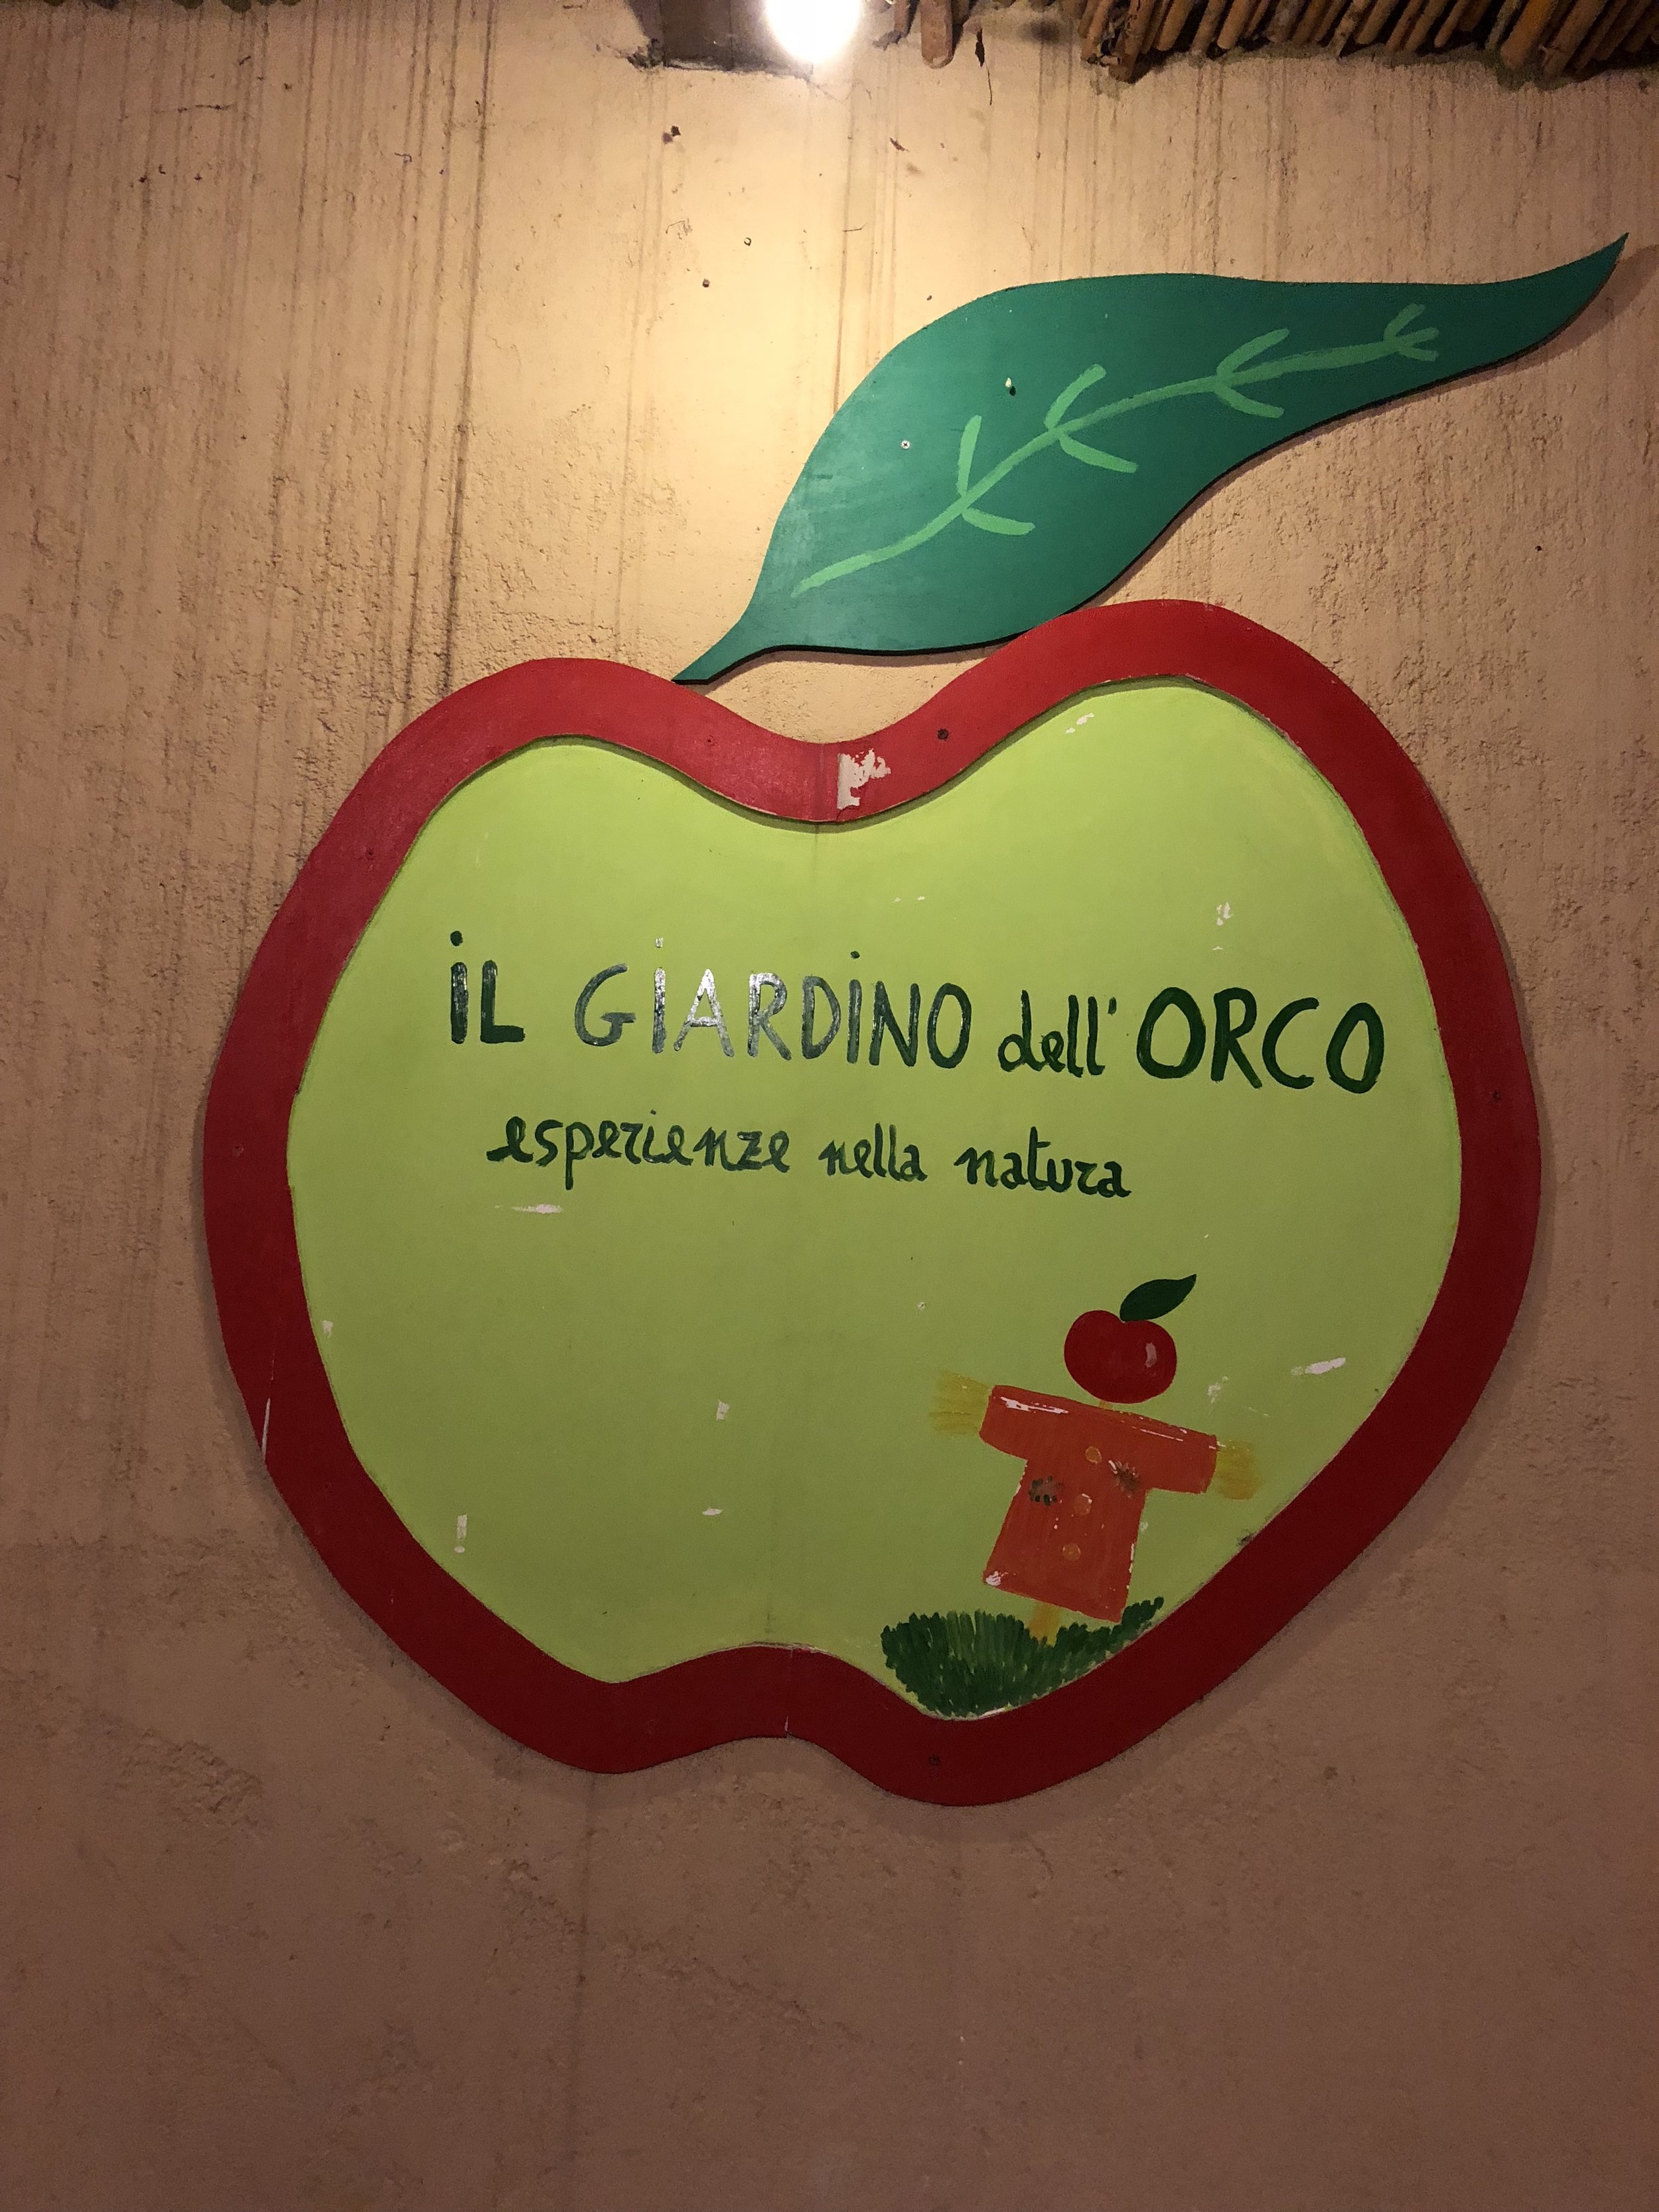 iL GiARDiNO dell'ORCO
esperienze nella natura